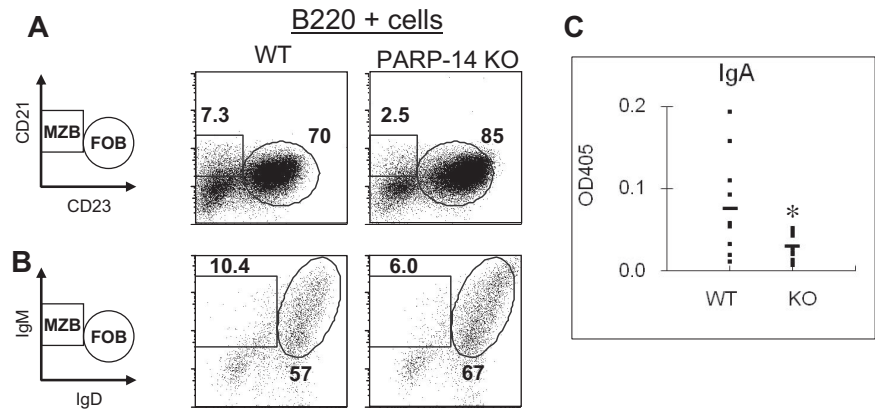 A
B220 + cells
WT
PARP-14 KO
CD21
MZB
FOB
CD23
7.3
70
2.5
85
B
IgM
MZB
FOB
IgD
10.4
57
6.0
67
C
IgA
OD405
0.2
0.1
0.0
*
WT
KO